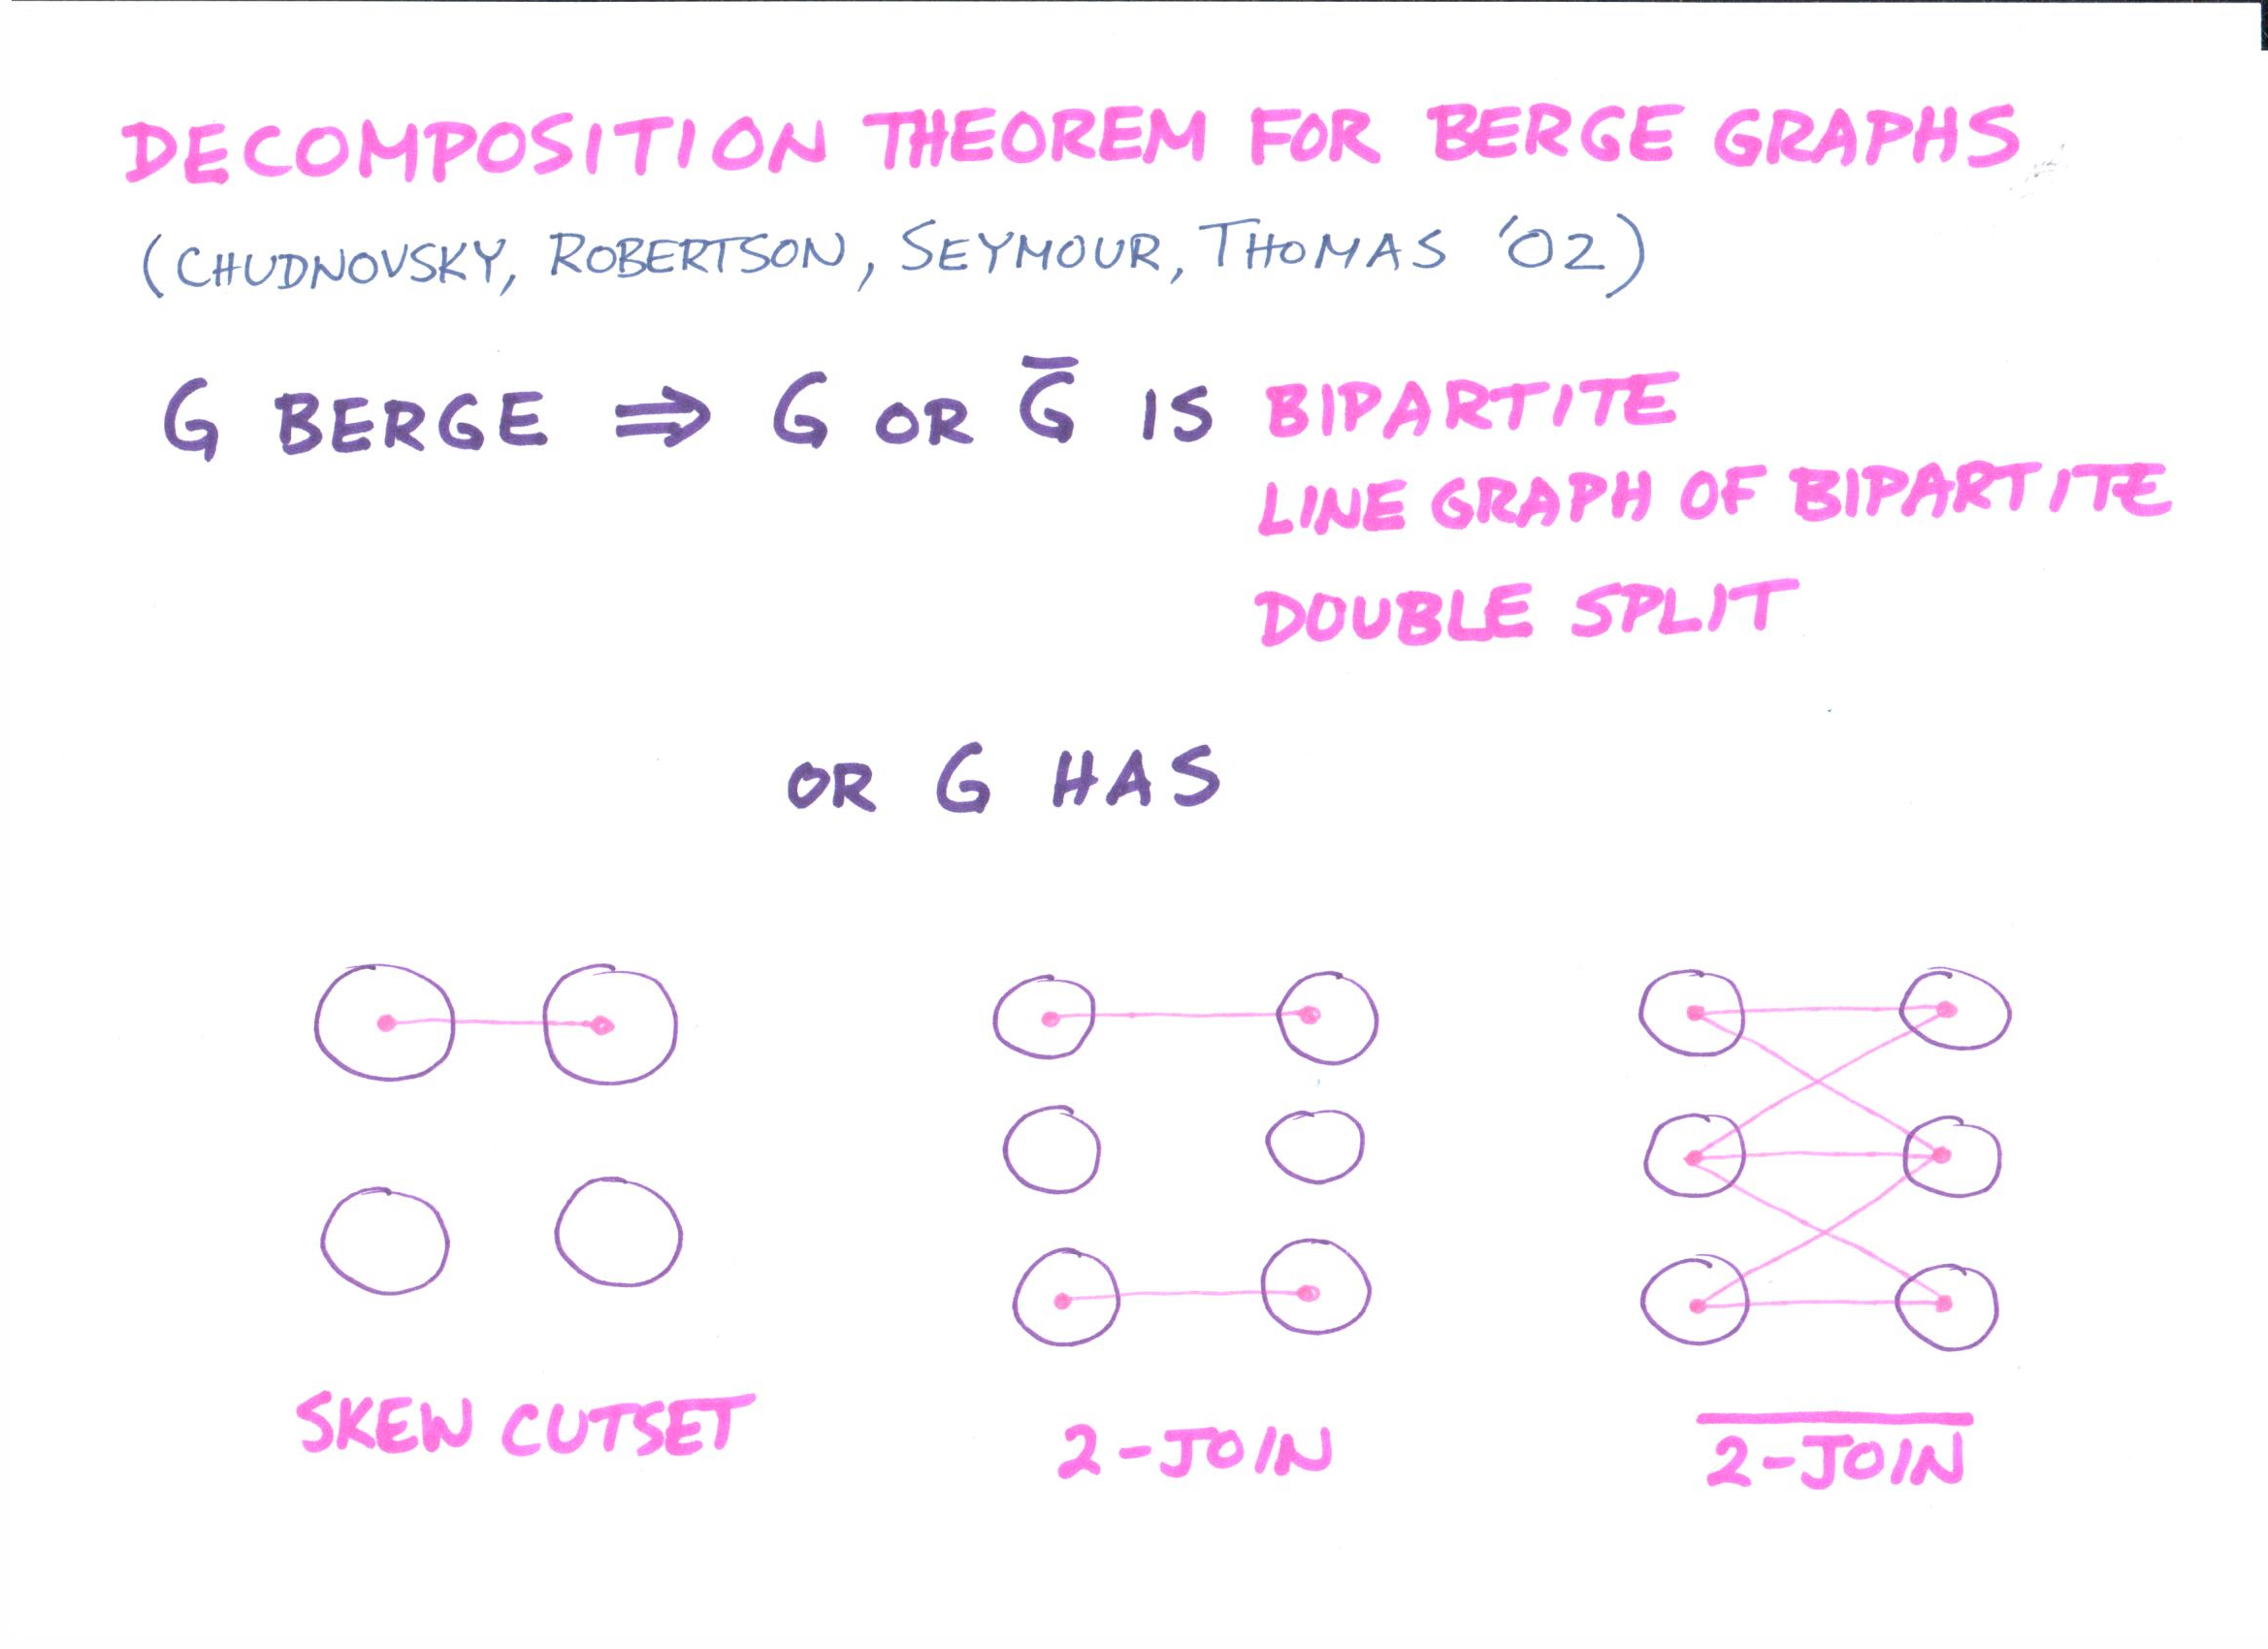 DECOMPOSITION THEOREM FOR BERGE GRAPHS
(CHUDNOVSKY, ROBERTSON, SEYMOUR, THOMAS '02)
G BERGE ⇒ G OR G̅ IS BIPARTITE
LINE GRAPH OF BIPARTITE
DOUBLE SPLIT
OR G HAS
SKEW CUTSET
2-JOIN
2̅-̅J̅O̅I̅N̅